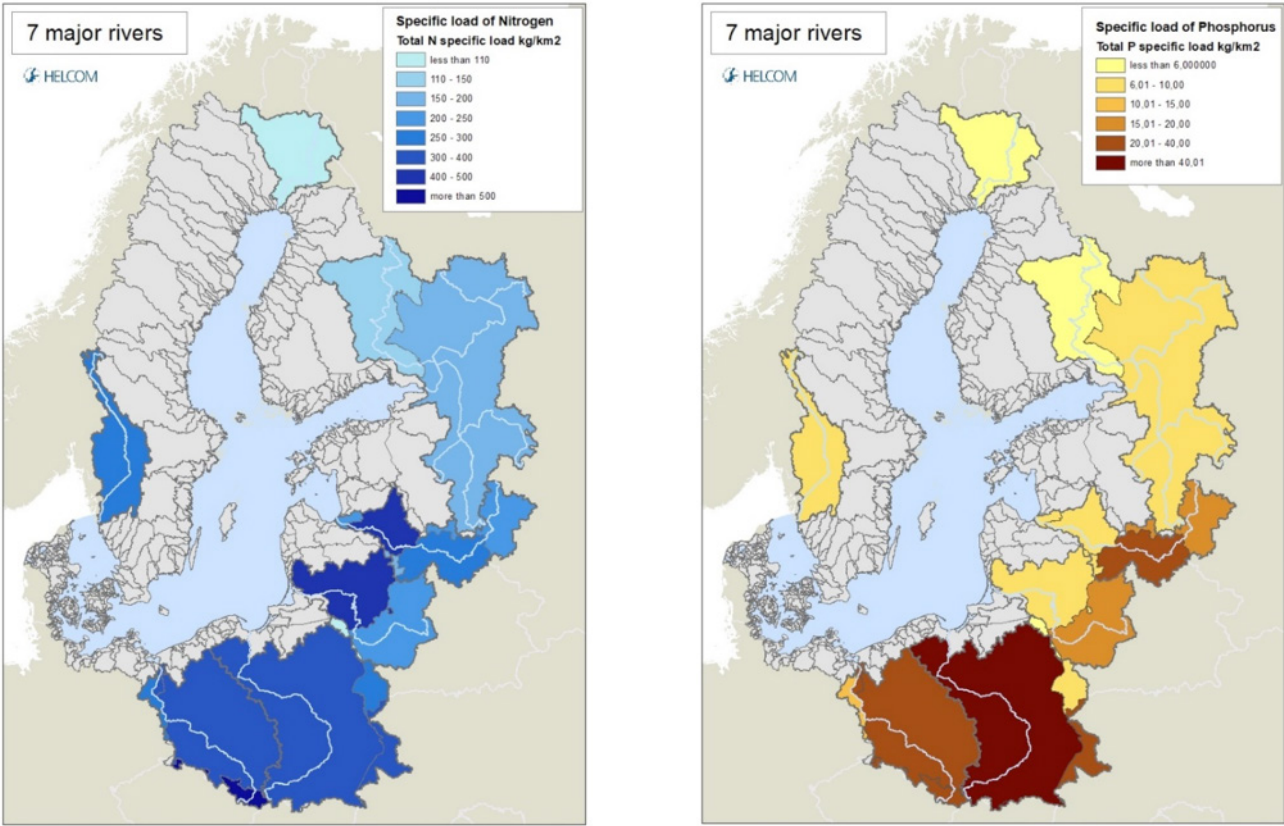 7 major rivers
HELCOM
Specific load of Nitrogen
Total N specific load kg/km2
less than 110
110 - 150
150 - 200
200 - 250
250 - 300
300 - 400
400 - 500
more than 500
7 major rivers
HELCOM
Specific load of Phosphorus
Total P specific load kg/km2
less than 6,000000
6,01 - 10,00
10,01 - 15,00
15,01 - 20,00
20,01 - 40,00
more than 40,01